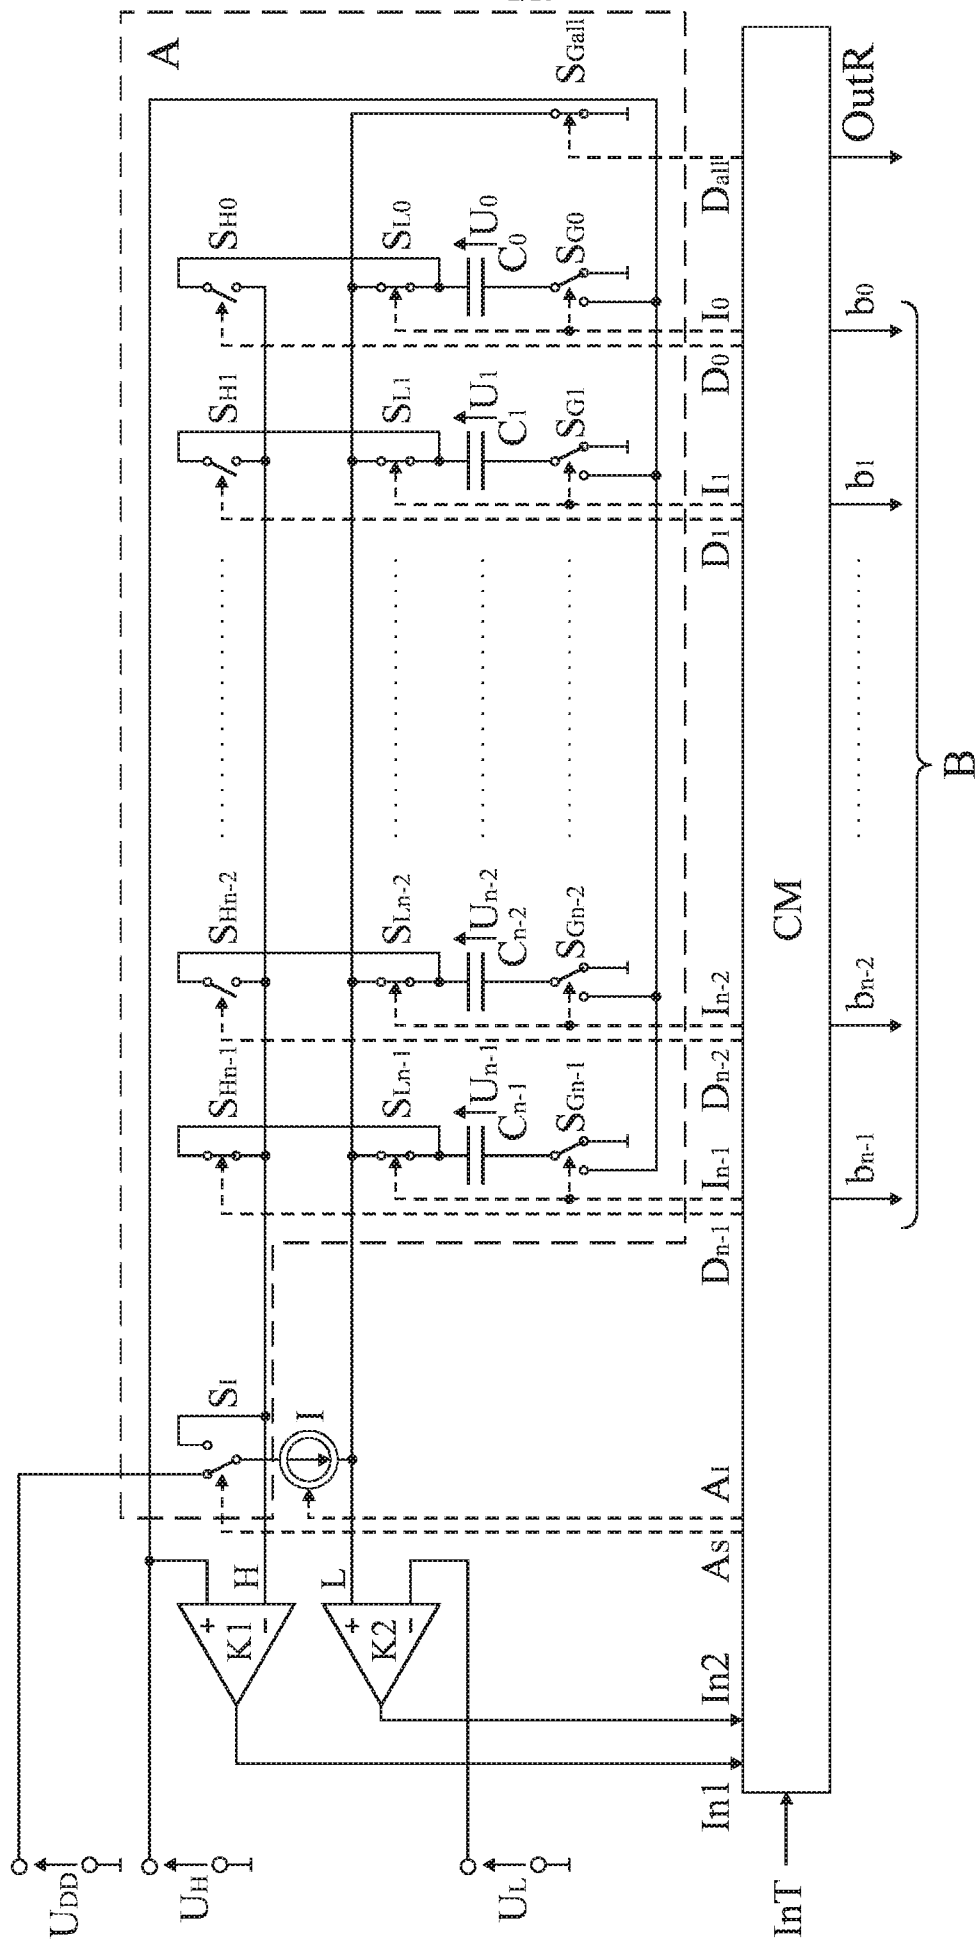 A
SGall
SH0
SH1
SHn-2
SHn-1
SI
SL0
SL1
SLn-2
SLn-1
U0
C0
U1
C1
Un-2
Cn-2
Un-1
Cn-1
SG0
SG1
SGn-2
SGn-1
I
H
L
+
K1
-
+
K2
-
UDD
UH
UL
In1
In2
AS
AI
Dn-1
In-1
Dn-2
In-2
D1
I1
D0
I0
Dall
InT
CM
bn-1
bn-2
b1
b0
OutR
B